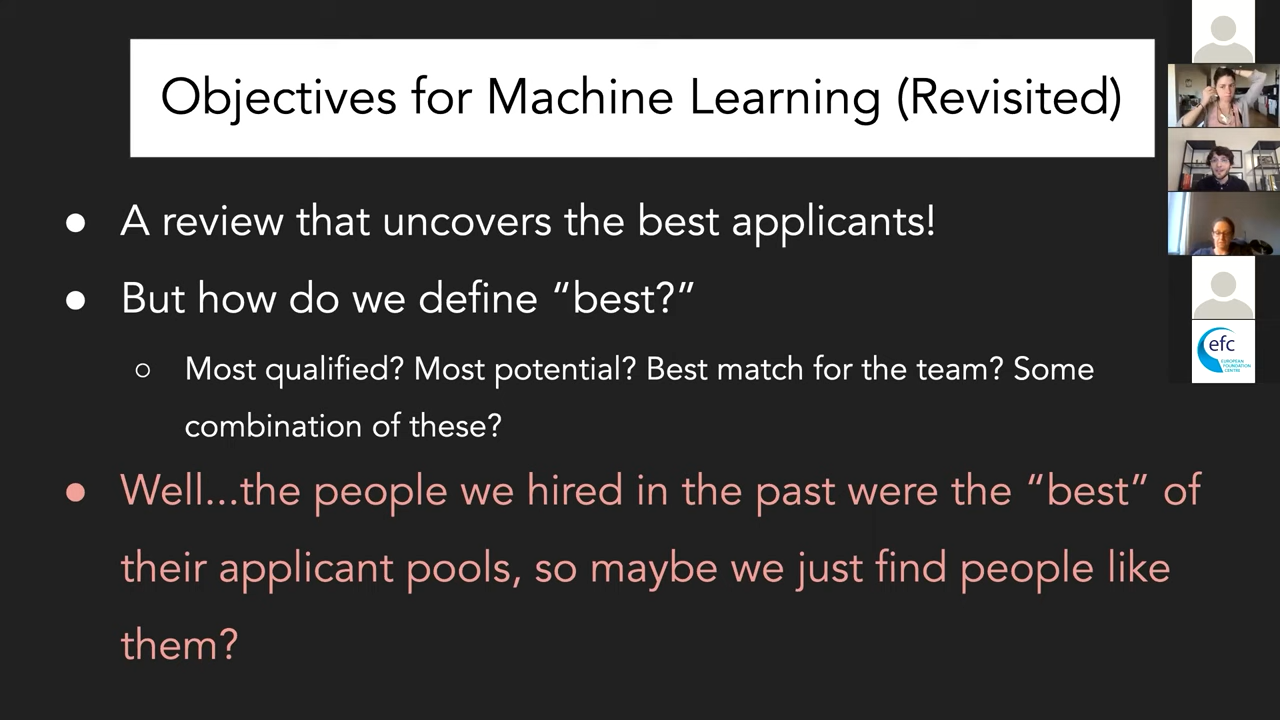 Objectives for Machine Learning (Revisited)
● A review that uncovers the best applicants!
● But how do we define “best?”
○ Most qualified? Most potential? Best match for the team? Some
combination of these?
● Well...the people we hired in the past were the “best” of
their applicant pools, so maybe we just find people like
them?
efc
EUROPEAN
FOUNDATION
CENTRE